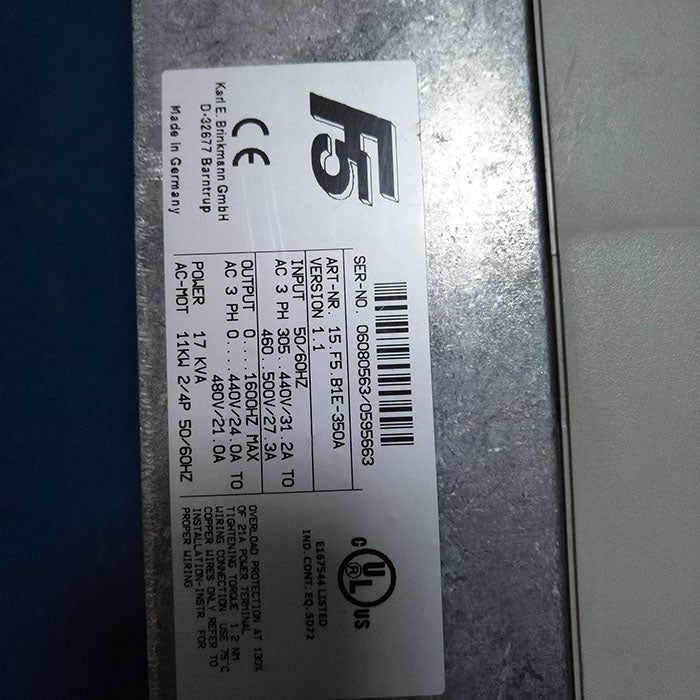 F5
Karl E. Brinkmann GmbH
D-32677 Barntrup
Made in Germany
CE
SER-NO. 06080563/0595663
ART-NR. 15.F5.B1E-350A
VERSION 1.1
INPUT 50/60HZ
AC 3 PH 305...440V/31.2A TO
460..500V/27.3A
OUTPUT 0....1600HZ MAX
AC 3 PH 0....440V/24.0A TO
480V/21.0A
POWER 17 KVA
AC-MOT 11KW 2/4P 50/60HZ
C UL US
R
E167544 LISTED
IND. CONT. EQ. 5D72
OVERLOAD PROTECTION AT 130%
OF 21A POWER TERMINAL
TIGHTENING TORQUE: 1.2 NM
WIRING CONNECTION: USE 75°C
COPPER WIRES ONLY REFER TO
INSTALLATION-INSTR. FOR
PROPER WIRING